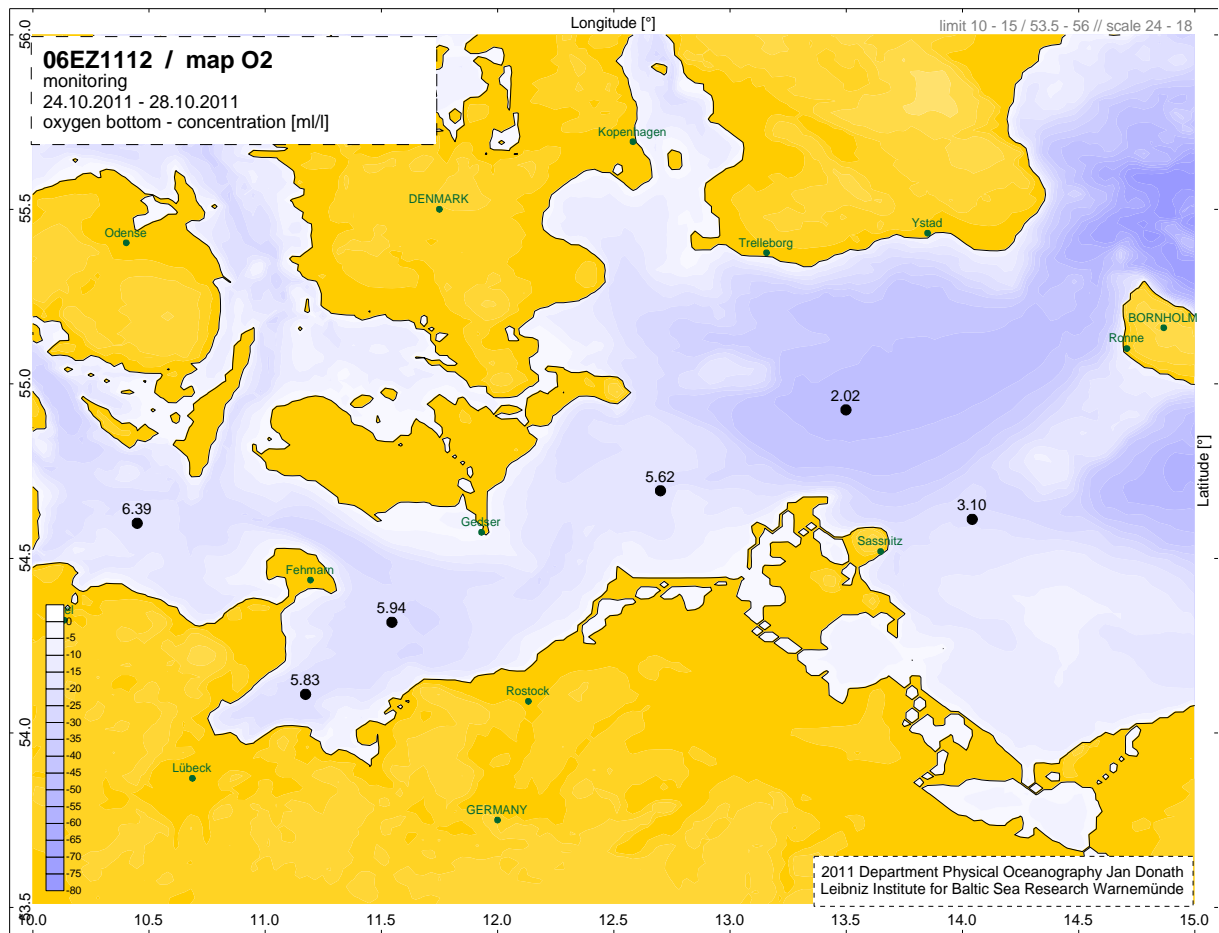 Longitude [°]
limit 10 - 15 / 53.5 - 56 // scale 24 - 18
06EZ1112 / map O2
monitoring
24.10.2011 - 28.10.2011
oxygen bottom - concentration [ml/l]
56.0
55.5
55.0
54.5
54.0
53.5
Kopenhagen
DENMARK
Odense
Ystad
Trelleborg
BORNHOLM
Ronne
2.02
Latitude [°]
5.62
3.10
6.39
Gedser
Sassnitz
Fehmarn
5.94
5.83
Rostock
Lübeck
GERMANY
el
0
-5
-10
-15
-20
-25
-30
-35
-40
-45
-50
-55
-60
-65
-70
-75
-80
2011 Department Physical Oceanography Jan Donath
Leibniz Institute for Baltic Sea Research Warnemünde
10.0 10.5 11.0 11.5 12.0 12.5 13.0 13.5 14.0 14.5 15.0